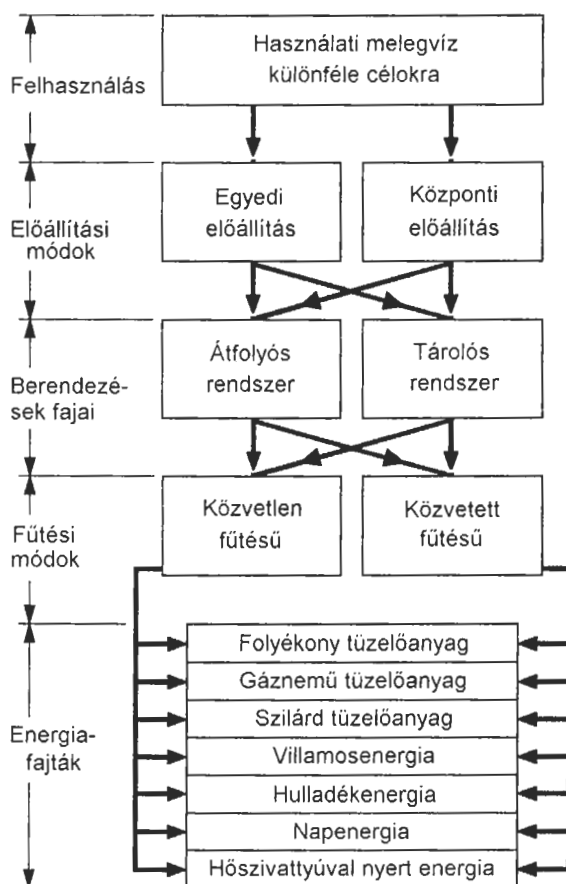 Használati melegvíz
különféle célokra
Felhasználás
Egyedi
előállítás
Központi
előállítás
Előállítási
módok
Átfolyós
rendszer
Tárolós
rendszer
Berendezé-
sek fajai
Közvetlen
fűtésű
Közvetett
fűtésű
Fűtési
módok
Folyékony tüzelőanyag
Gáznemű tüzelőanyag
Szilárd tüzelőanyag
Villamosenergia
Hulladékenergia
Napenergia
Hőszivattyúval nyert energia
Energia-
fajták